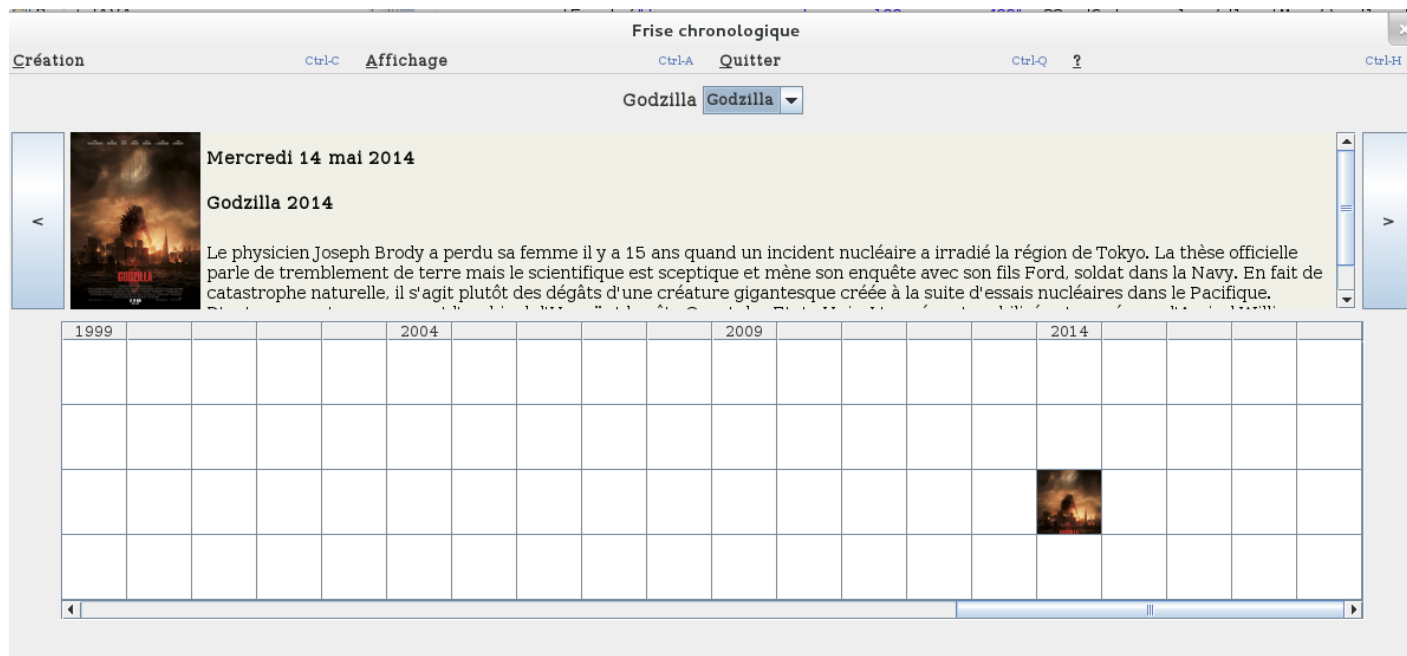 Frise chronologique
Création Ctrl-C Affichage Ctrl-A Quitter Ctrl-Q ? Ctrl-H
Godzilla Godzilla
< >
Mercredi 14 mai 2014
Godzilla 2014
Le physicien Joseph Brody a perdu sa femme il y a 15 ans quand un incident nucléaire a irradié la région de Tokyo. La thèse officielle
parle de tremblement de terre mais le scientifique est sceptique et mène son enquête avec son fils Ford, soldat dans la Navy. En fait de
catastrophe naturelle, il s'agit plutôt des dégâts d'une créature gigantesque créée à la suite d'essais nucléaires dans le Pacifique.
GODZILLA
1999 2004 2009 2014